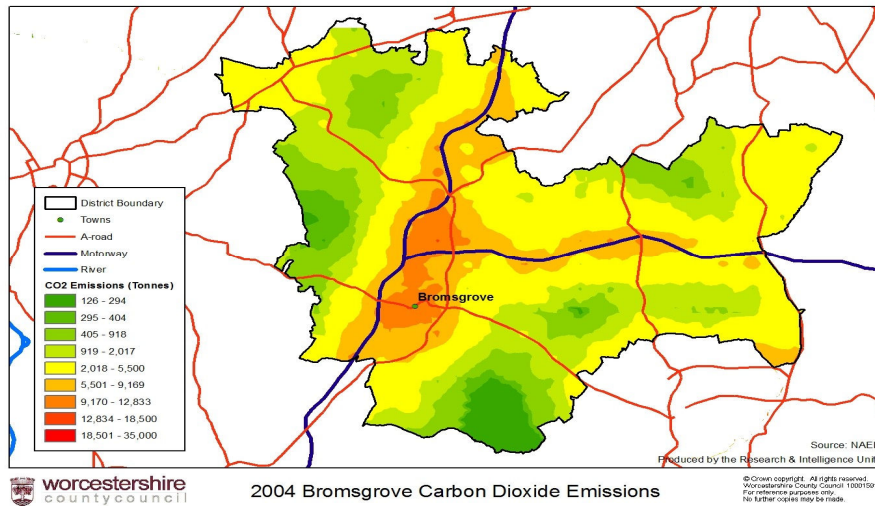 District Boundary
Towns
A-road
Motorway
River
CO2 Emissions (Tonnes)
126 - 294
295 - 404
405 - 918
919 - 2,017
2,018 - 5,500
5,501 - 9,169
9,170 - 12,833
12,834 - 18,500
18,501 - 35,000
Bromsgrove
Source: NAEI
Produced by the Research & Intelligence Unit
worcestershire
countycouncil
2004 Bromsgrove Carbon Dioxide Emissions
© Crown copyright. All rights reserved.
Worcestershire County Council 1000159
For reference purposes only.
No further copies may be made.